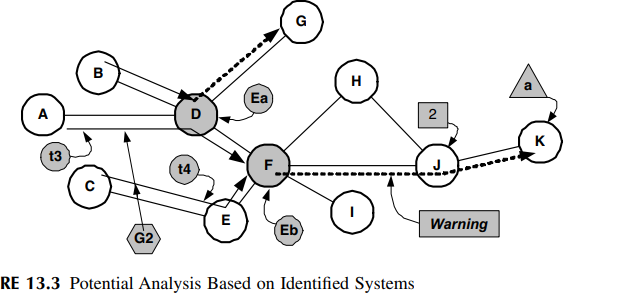 G
B
H
a
Ea
A
D
2
K
t3
t4
F
J
C
I
E
G2
Eb
Warning
RE 13.3 Potential Analysis Based on Identified Systems